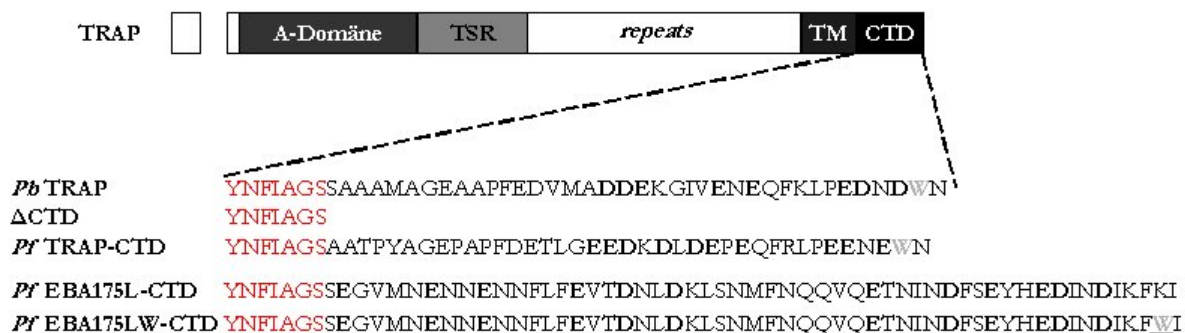 TRAP A-Domäne TSR repeats TM CTD
Pb TRAP YNFIAGSSAAAMAGEAAPFEDVMADDEKGIVENEQFKLPEDNDWN
ΔCTD YNFIAGS
Pf TRAP-CTD YNFIAGSAATPYAGEPAPFDETLGEEDKDLDEPEQFRLPEENEWN
Pf EBA175L-CTD YNFIAGSSEGVMNENNENNFLFEVTDNLDKLSNMFNQQVQETNINDFSEYHEDINDIKFKI
Pf EBA175LW-CTD YNFIAGSSEGVMNENNENNFLFEVTDNLDKLSNMFNQQVQETNINDFSEYHEDINDIKFWI